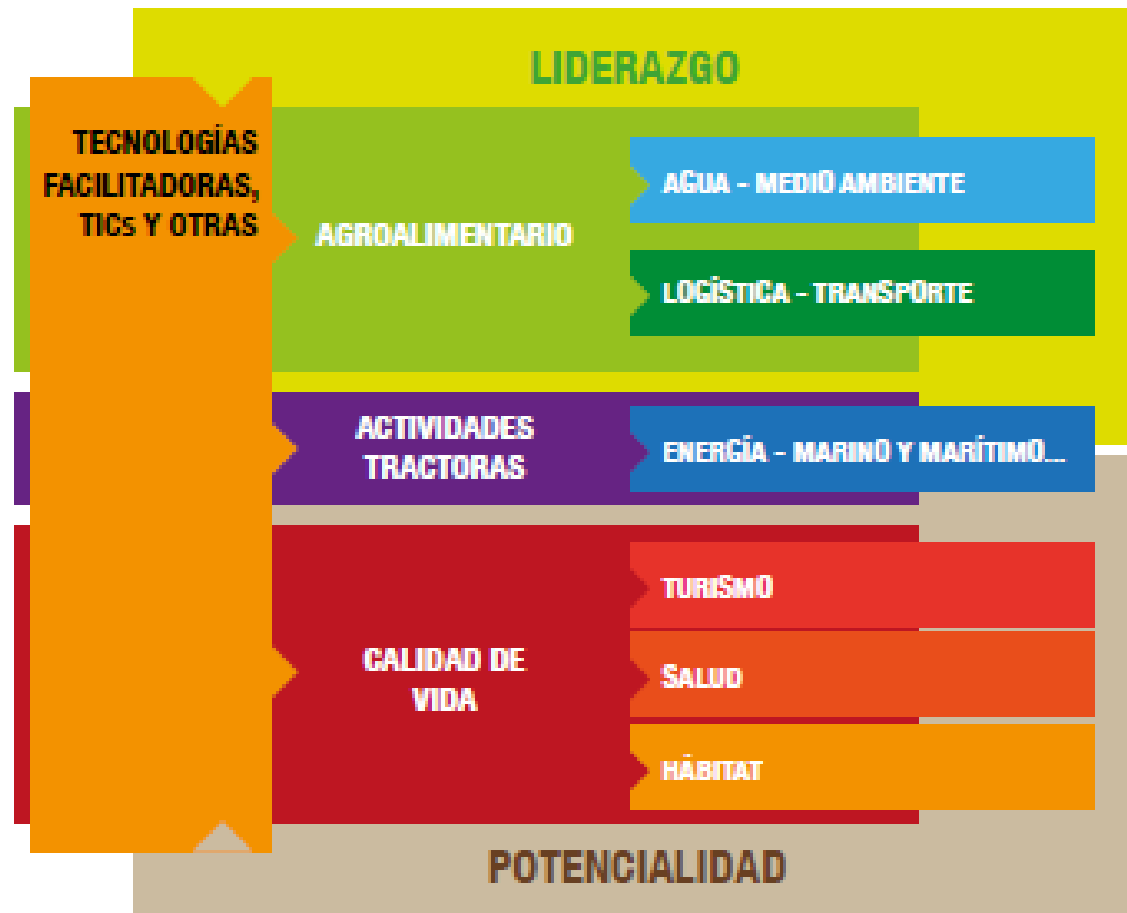 LIDERAZGO
TECNOLOGÍAS
FACILITADORAS,
TICs Y OTRAS
AGROALIMENTARIO
AGUA - MEDIO AMBIENTE
LOGÍSTICA - TRANSPORTE
ACTIVIDADES
TRACTORAS
ENERGÍA - MARINO Y MARÍTIMO...
CALIDAD DE
VIDA
TURISMO
SALUD
HÁBITAT
POTENCIALIDAD